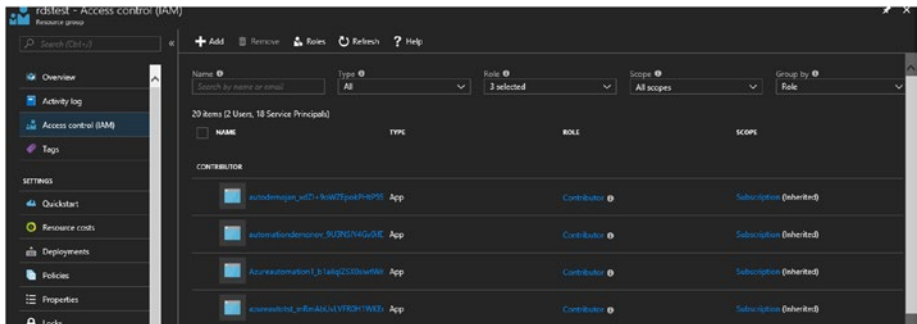 rdstest - Access control (IAM)
Resource group
Search (Ctrl+/)
«
Add Remove Roles Refresh ? Help
Overview
Activity log
Access control (IAM)
Tags
SETTINGS
Quickstart
Resource costs
Deployments
Policies
Properties
Locks
Name Type Role Scope Group by
Search by name or email All 3 selected All scopes Role
20 items (2 Users, 18 Service Principals)
NAME TYPE ROLE SCOPE
CONTRIBUTOR
App Contributor Subscription (Inherited)
App Contributor Subscription (Inherited)
App Contributor Subscription (Inherited)
App Contributor Subscription (Inherited)